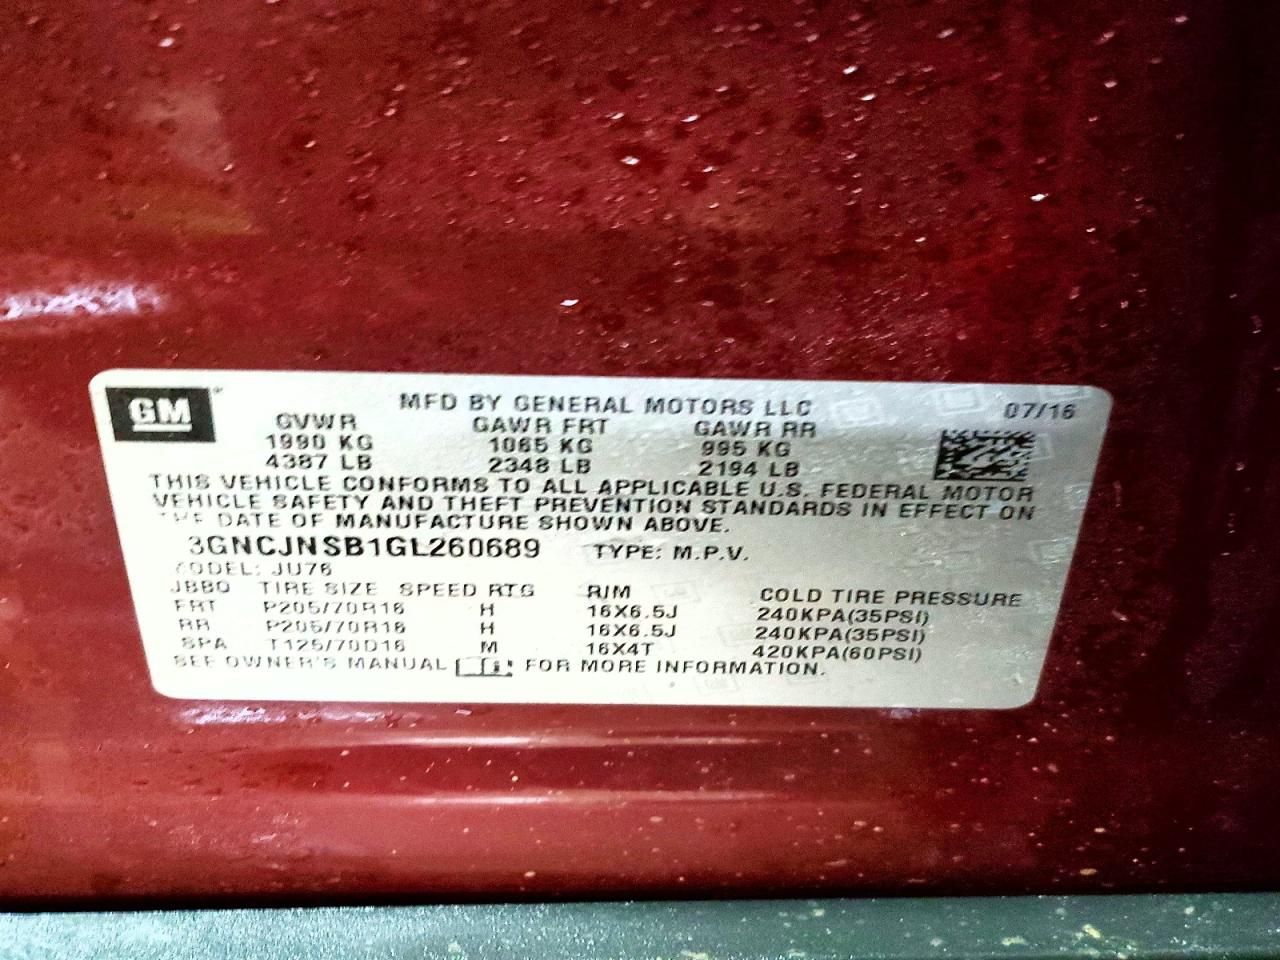 GM
MFD BY GENERAL MOTORS LLC 07/16
GVWR GAWR FRT GAWR RR
1990 KG 1065 KG 995 KG
4387 LB 2348 LB 2194 LB
THIS VEHICLE CONFORMS TO ALL APPLICABLE U.S. FEDERAL MOTOR
VEHICLE SAFETY AND THEFT PREVENTION STANDARDS IN EFFECT ON
THE DATE OF MANUFACTURE SHOWN ABOVE.
3GNCJNSB1GL260689 TYPE: M.P.V.
MODEL: JU76
JBBO TIRE SIZE SPEED RTG RIM COLD TIRE PRESSURE
FRT P205/70R16 H 16X6.5J 240KPA(35PSI)
RR P205/70R16 H 16X6.5J 240KPA(35PSI)
SPA T125/70D16 M 16X4T 420KPA(60PSI)
SEE OWNER'S MANUAL FOR MORE INFORMATION.